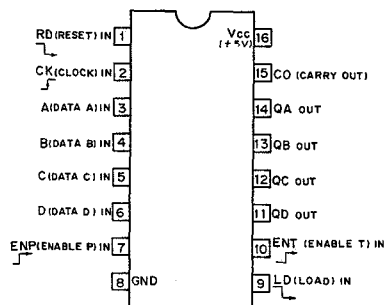 RD(RESET) IN 1
CK(CLOCK) IN 2
A(DATA A) IN 3
B(DATA B) IN 4
C(DATA C) IN 5
D(DATA D) IN 6
ENP(ENABLE P) IN 7
8 GND
VCC 16
(+5V)
15 CO (CARRY OUT)
14 QA OUT
13 QB OUT
12 QC OUT
11 QD OUT
10 ENT (ENABLE T) IN
9 LD (LOAD) IN